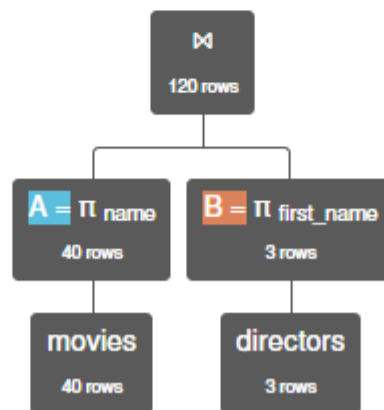 ⋈
120 rows
A = π name
40 rows
B = π first_name
3 rows
movies
40 rows
directors
3 rows